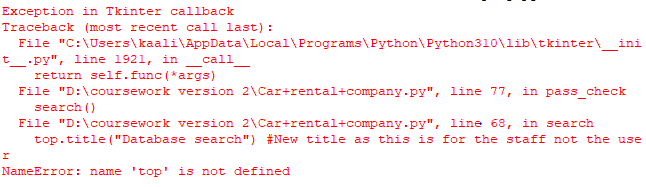 Exception in Tkinter callback
Traceback (most recent call last):
  File "C:\Users\kaali\AppData\Local\Programs\Python\Python310\lib\tkinter\__ini
t__.py", line 1921, in __call__
    return self.func(*args)
  File "D:\coursework version 2\Car+rental+company.py", line 77, in pass_check
    search()
  File "D:\coursework version 2\Car+rental+company.py", line 68, in search
    top.title("Database search") #New title as this is for the staff not the use
r
NameError: name 'top' is not defined